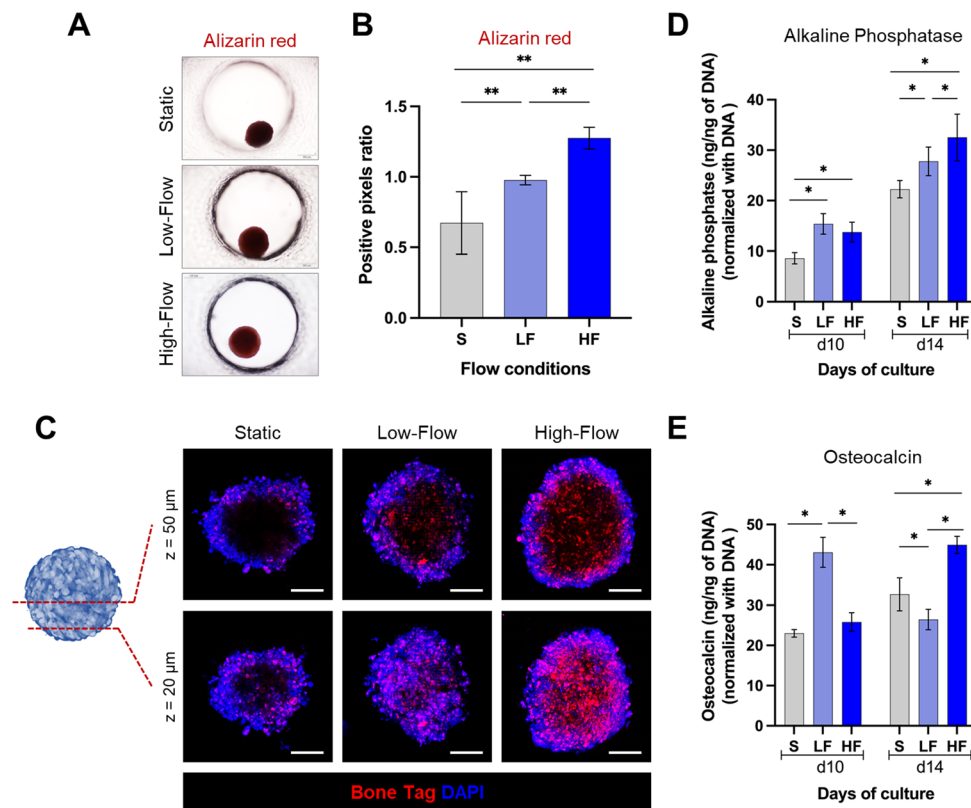 A
Alizarin red
Static
Low-Flow
High-Flow
B
Alizarin red
**
**
**
Positive pixels ratio
1.5
1.0
0.5
0.0
S
LF
HF
Flow conditions
D
Alkaline Phosphatase
Alkaline phosphatse (ng/ng of DNA)
(normalized with DNA)
40
30
20
10
0
*
*
*
*
*
S
LF
HF
S
LF
HF
d10
d14
Days of culture
C
Static
Low-Flow
High-Flow
z = 50 µm
z = 20 µm
Bone Tag DAPI
E
Osteocalcin
Osteocalcin (ng/ng of DNA)
(normalized with DNA )
50
40
30
20
10
0
*
*
*
*
*
S
LF
HF
S
LF
HF
d10
d14
Days of culture